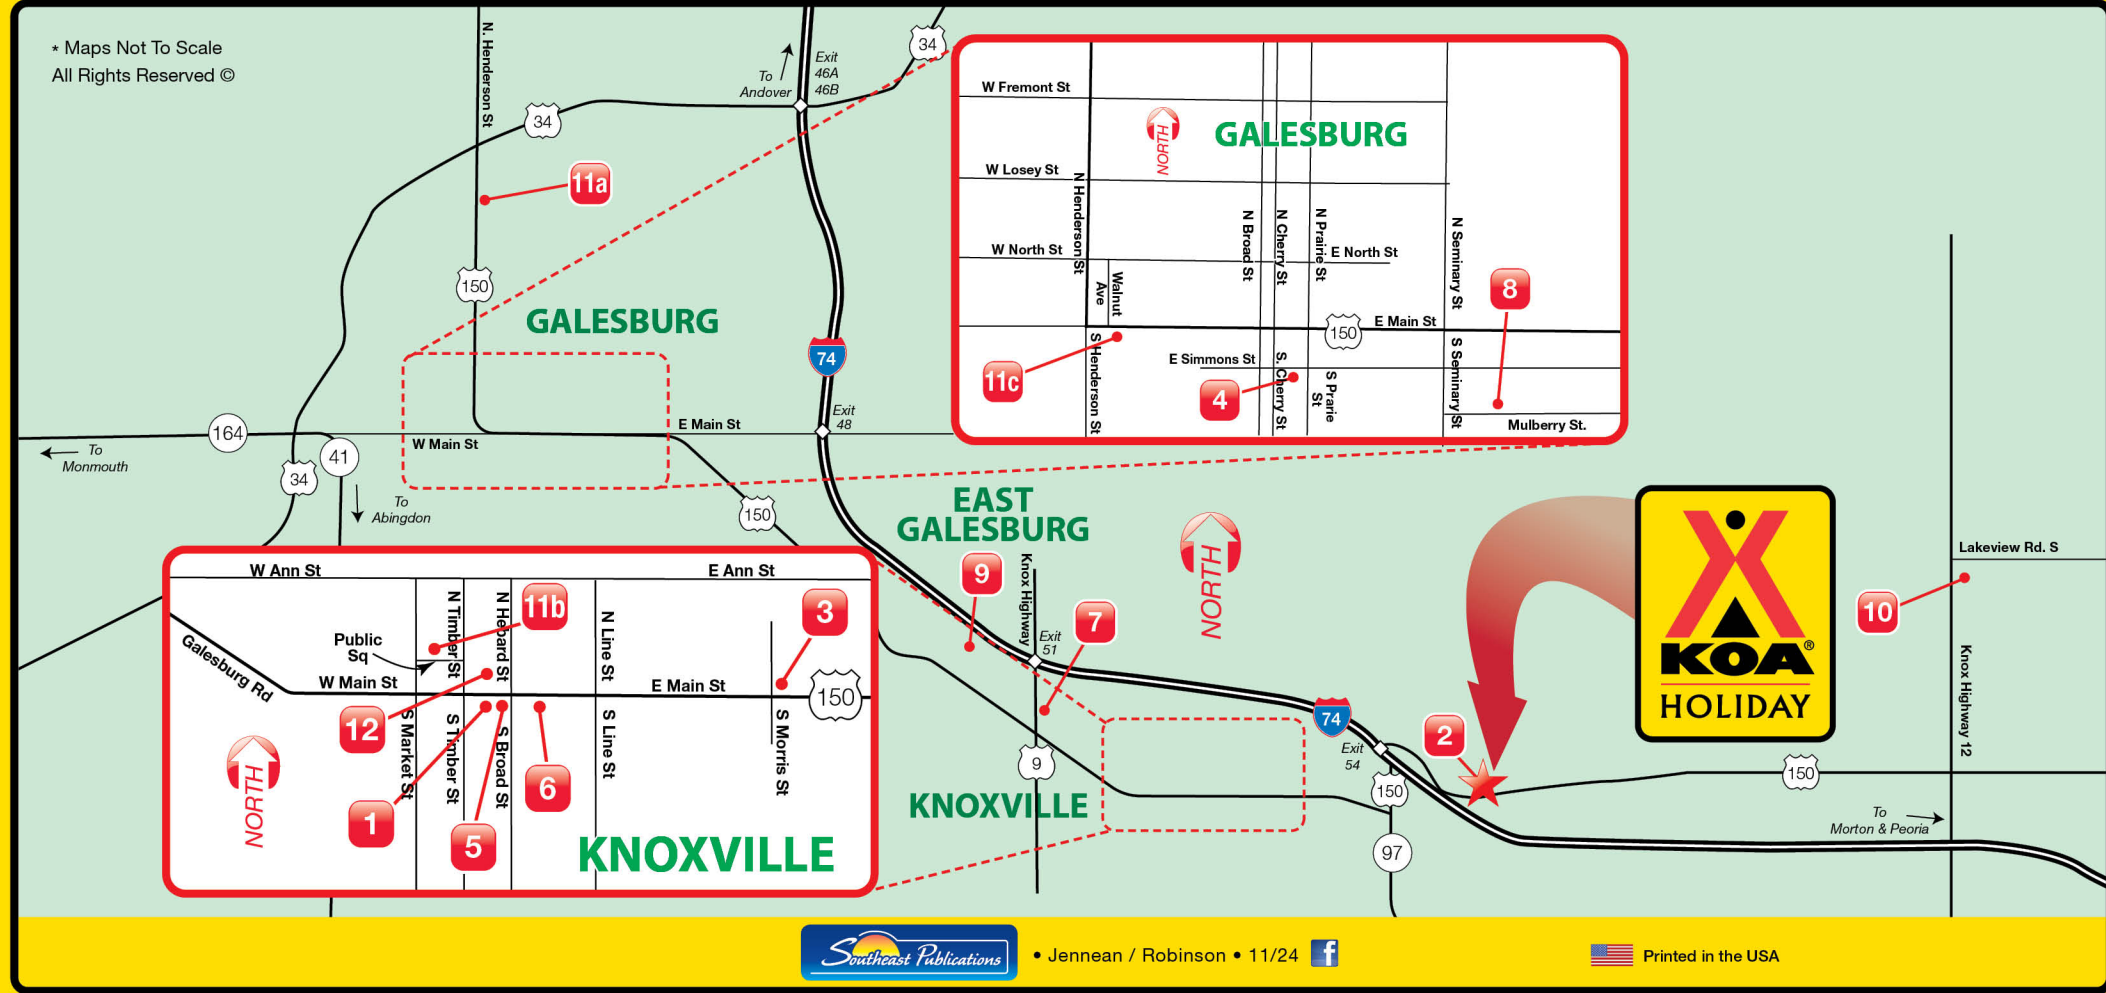 * Maps Not To Scale
All Rights Reserved ©
N. Henderson St
34
150
11a
To
Andover
Exit
46A
46B
34
GALESBURG
74
Exit
48
E Main St
W Main St
164
To
Monmouth
34
41
To
Abingdon
150
W Fremont St
NORTH
GALESBURG
W Losey St
N Henderson St
N Broad St
N Cherry St
N Prairie St
N Seminary St
W North St
E North St
Walnut
Ave
8
150
E Main St
S Henderson St
11c
E Simmons St
4
S. Cherry St
S Prarie
St
S Seminary St
Mulberry St.
EAST
GALESBURG
NORTH
9
Knox Highway
Exit
51
7
9
KNOXVILLE
74
Exit
54
150
97
2
150
To
Morton & Peoria
KOA®
HOLIDAY
Lakeview Rd. S
10
Knox Highway 12
W Ann St
E Ann St
N Timber St
N Hebard St
11b
N Line St
3
Public
Sq
Galesburg Rd
W Main St
E Main St
150
12
S Market St
S Timber St
S Broad St
S Line St
S Morris St
NORTH
1
5
6
KNOXVILLE
Southeast Publications
• Jennean / Robinson • 11/24
f
Printed in the USA